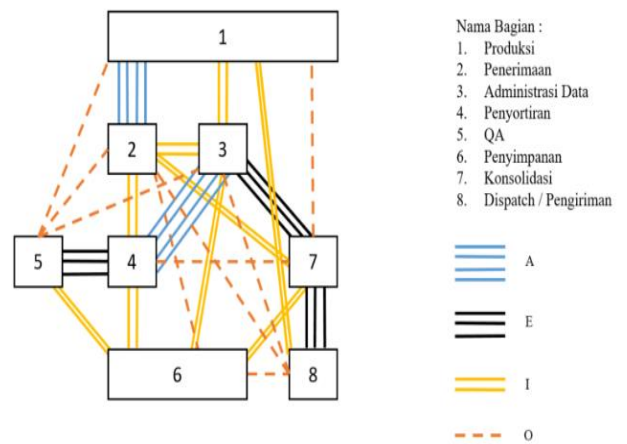 1
Nama Bagian :
1. Produksi
2. Penerimaan
3. Administrasi Data
4. Penyortiran
5. QA
6. Penyimpanan
7. Konsolidasi
8. Dispatch / Pengiriman
2
3
5
4
7
6
8
A
E
I
O